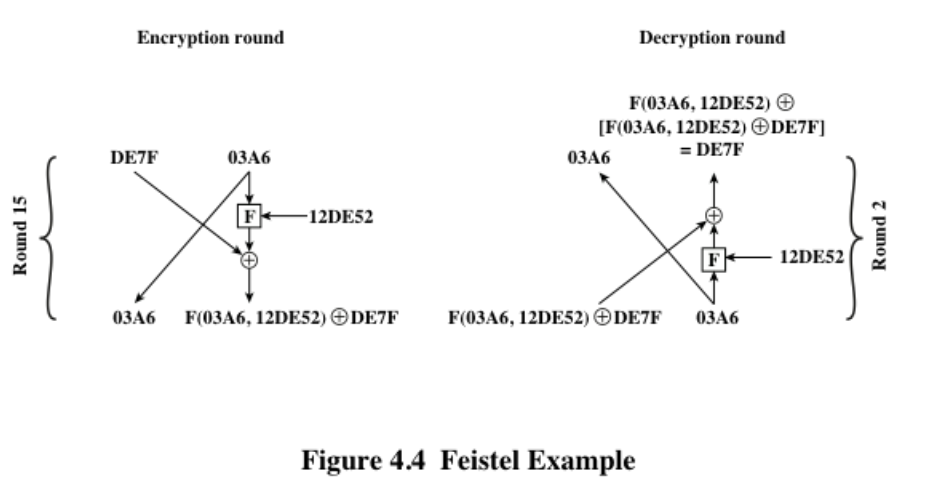 Encryption round
Decryption round
F(03A6, 12DE52) ⊕
[F(03A6, 12DE52) ⊕DE7F]
= DE7F
DE7F
03A6
03A6
Round 15
F
12DE52
03A6
F(03A6, 12DE52) ⊕DE7F
F
12DE52
Round 2
F(03A6, 12DE52) ⊕DE7F
03A6
Figure 4.4 Feistel Example